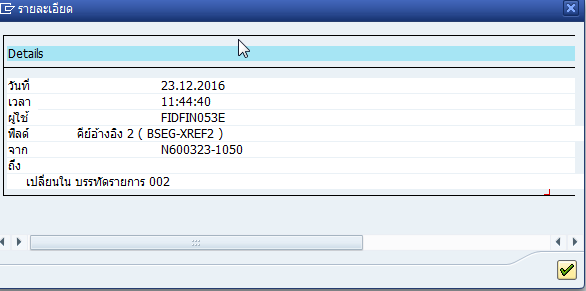 รายละเอียด
Details
วันที่ 23.12.2016
เวลา 11:44:40
ผู้ใช้ FIDFIN053E
ฟิลด์ คีย์อ้างอิง 2 ( BSEG-XREF2 )
จาก N600323-1050
ถึง
เปลี่ยนใน บรรทัดรายการ 002